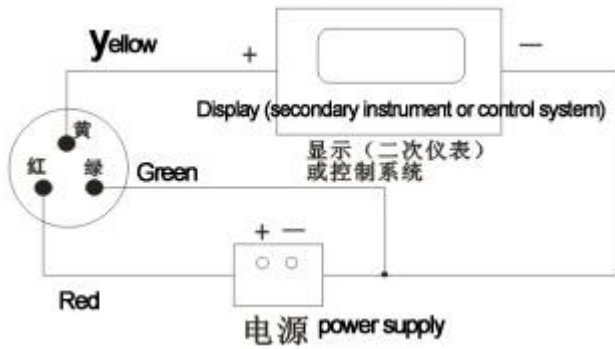 yellow
+
—
Display (secondary instrument or control system)
显示（二次仪表）
或控制系统
黄
红
绿
Green
+ —
Red
电源 power supply